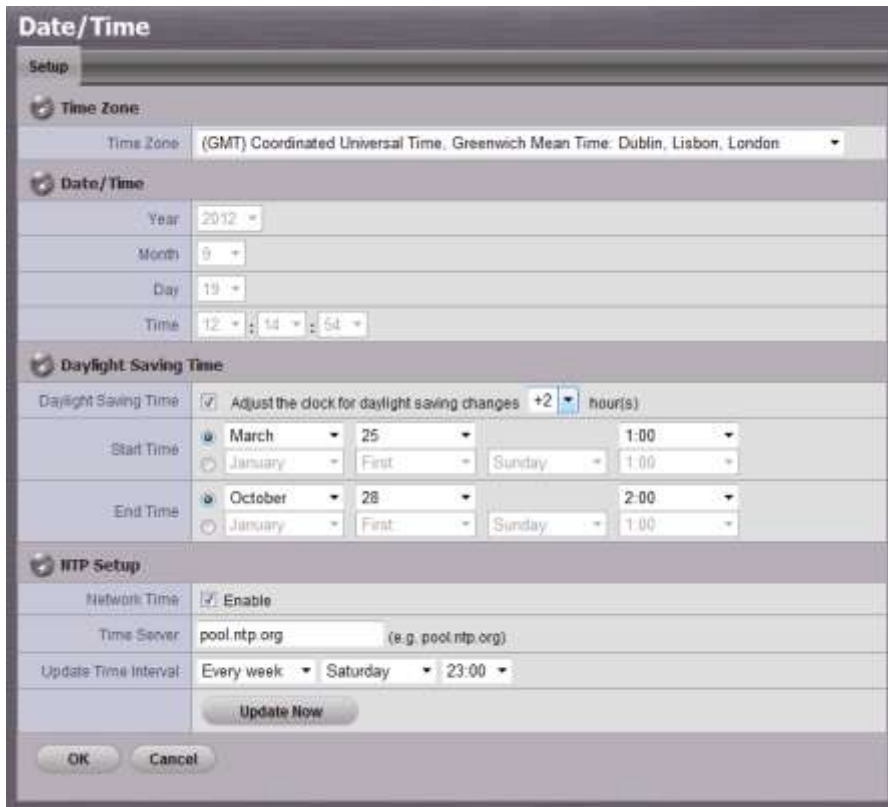 Date/Time
Setup
Time Zone
Time Zone (GMT) Coordinated Universal Time, Greenwich Mean Time: Dublin, Lisbon, London
Date/Time
Year 2012
Month 9
Day 19
Time 12 : 14 : 54
Daylight Saving Time
Daylight Saving Time Adjust the clock for daylight saving changes +2 hour(s)
Start Time
March 25 1:00
January First Sunday 1:00
End Time
October 28 2:00
January First Sunday 1:00
NTP Setup
Network Time Enable
Time Server pool.ntp.org (e.g. pool.ntp.org)
Update Time Interval Every week Saturday 23:00
Update Now
OK Cancel